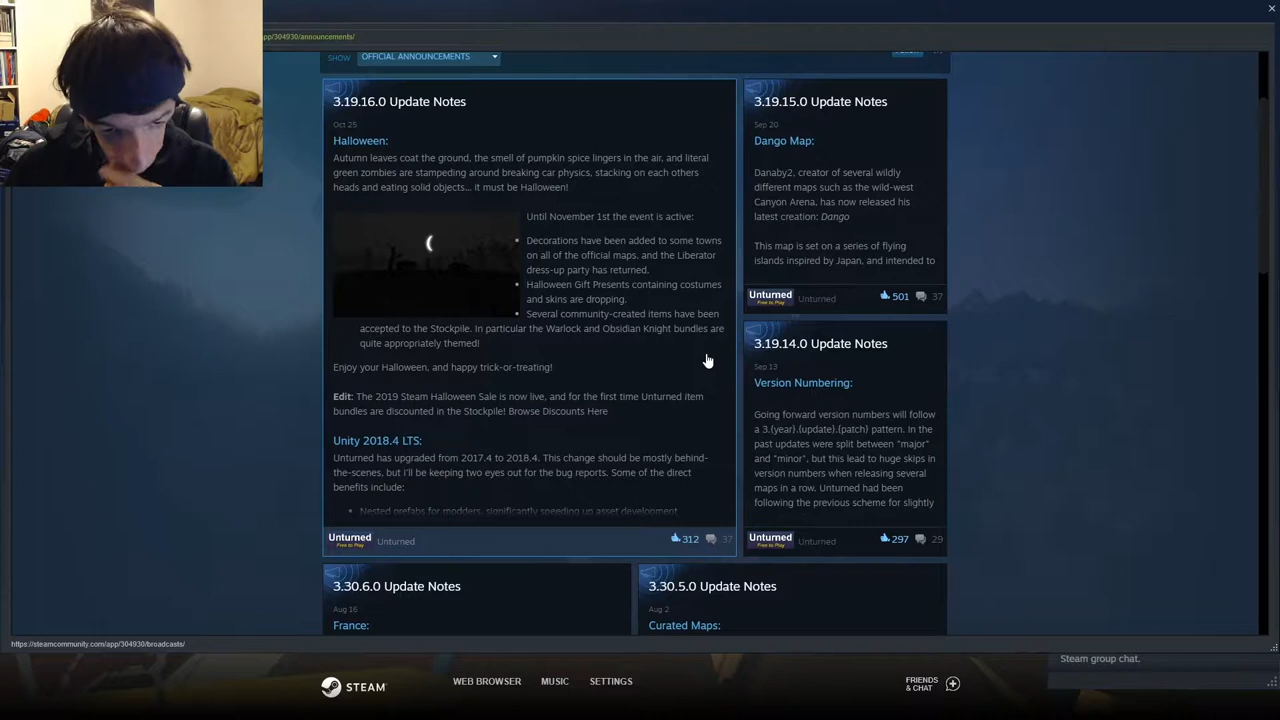 app/304930/announcements/
SHOW
OFFICIAL ANNOUNCEMENTS
3.19.16.0 Update Notes
Oct 25
Halloween:
Autumn leaves coat the ground, the smell of pumpkin spice lingers in the air, and literal
green zombies are stampeding around breaking car physics, stacking on each others
heads and eating solid objects... it must be Halloween!
Until November 1st the event is active:
Decorations have been added to some towns
on all of the official maps, and the Liberator
dress-up party has returned.
Halloween Gift Presents containing costumes
and skins are dropping.
Several community-created items have been
accepted to the Stockpile. In particular the Warlock and Obsidian Knight bundles are
quite appropriately themed!
Enjoy your Halloween, and happy trick-or-treating!
Edit: The 2019 Steam Halloween Sale is now live, and for the first time Unturned item
bundles are discounted in the Stockpile! Browse Discounts Here
Unity 2018.4 LTS:
Unturned has upgraded from 2017.4 to 2018.4. This change should be mostly behind-
the-scenes, but i'll be keeping two eyes out for the bug reports. Some of the direct
benefits include:
Nested prefabs for modders, significantly speeding up asset development
Unturned
Free to Play
Unturned
312
37
3.19.15.0 Update Notes
Sep 20
Dango Map:
Danaby2, creator of several wildly
different maps such as the wild-west
Canyon Arena, has now released his
latest creation: Dango
This map is set on a series of flying
islands inspired by Japan, and intended to
Unturned
Free to Play
Unturned
501
37
3.19.14.0 Update Notes
Sep 13
Version Numbering:
Going forward version numbers will follow
a 3.{year}.{update}.{patch} pattern. In the
past updates were split between "major"
and "minor", but this lead to huge skips in
version numbers when releasing several
maps in a row. Unturned had been
following the previous scheme for slightly
Unturned
Free to Play
Unturned
297
29
3.30.6.0 Update Notes
Aug 16
France:
3.30.5.0 Update Notes
Aug 2
Curated Maps:
https://steamcommunity.com/app/304930/broadcasts/
Steam group chat.
STEAM
WEB BROWSER
MUSIC
SETTINGS
FRIENDS
& CHAT